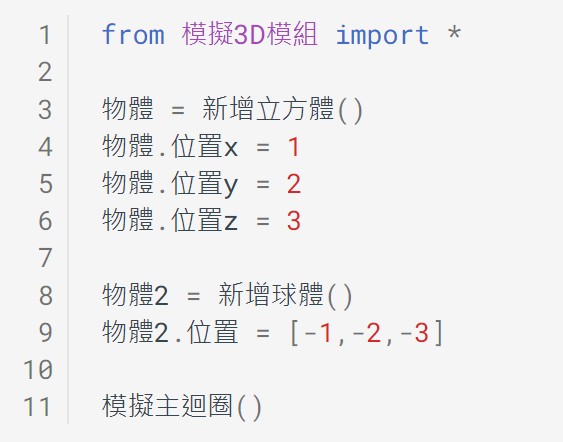 1 from 模擬3D模組 import *
2
3 物體 = 新增立方體()
4 物體.位置x = 1
5 物體.位置y = 2
6 物體.位置z = 3
7
8 物體2 = 新增球體()
9 物體2.位置 = [-1,-2,-3]
10
11 模擬主迴圈()